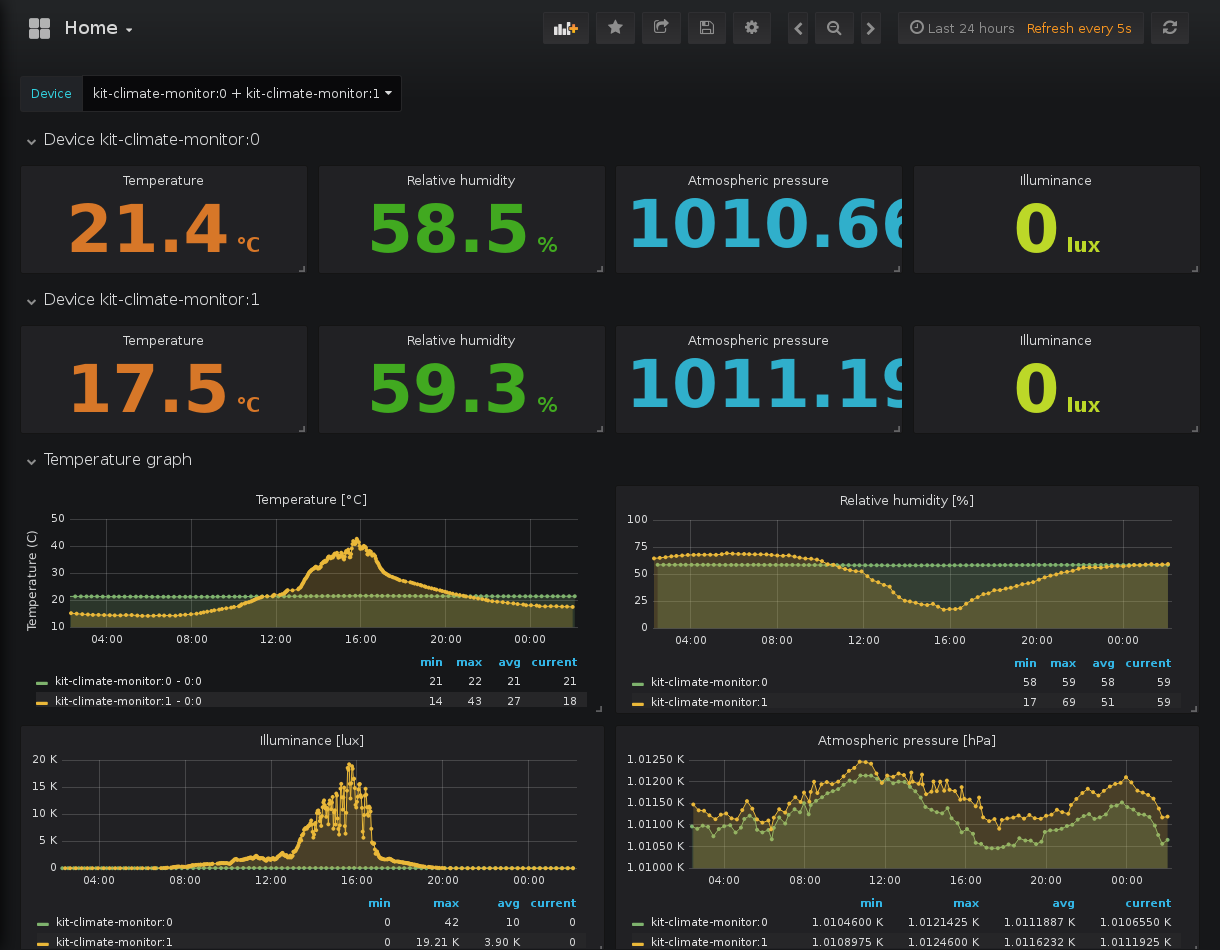 Home
Last 24 hours Refresh every 5s
Device kit-climate-monitor:0 + kit-climate-monitor:1
Device kit-climate-monitor:0
Temperature Relative humidity Atmospheric pressure Illuminance
21.4 °C 58.5 % 1010.66 0 lux
Device kit-climate-monitor:1
Temperature Relative humidity Atmospheric pressure Illuminance
17.5 °C 59.3 % 1011.19 0 lux
Temperature graph
Temperature [°C]
Temperature (C)
50
40
30
20
10
04:00 08:00 12:00 16:00 20:00 00:00
min max avg current
kit-climate-monitor:0 - 0:0 21 22 21 21
kit-climate-monitor:1 - 0:0 14 43 27 18
Relative humidity [%]
100
75
50
25
0
04:00 08:00 12:00 16:00 20:00 00:00
min max avg current
kit-climate-monitor:0 58 59 58 59
kit-climate-monitor:1 17 69 51 59
Illuminance [lux]
20 K
15 K
10 K
5 K
0
04:00 08:00 12:00 16:00 20:00 00:00
min max avg current
kit-climate-monitor:0 0 42 10 0
kit-climate-monitor:1 0 19.21 K 3.90 K 0
Atmospheric pressure [hPa]
1.01250 K
1.01200 K
1.01150 K
1.01100 K
1.01050 K
1.01000 K
04:00 08:00 12:00 16:00 20:00 00:00
min max avg current
kit-climate-monitor:0 1.0104600 K 1.0121425 K 1.0111887 K 1.0106550 K
kit-climate-monitor:1 1.0108975 K 1.0124600 K 1.0116232 K 1.0111925 K